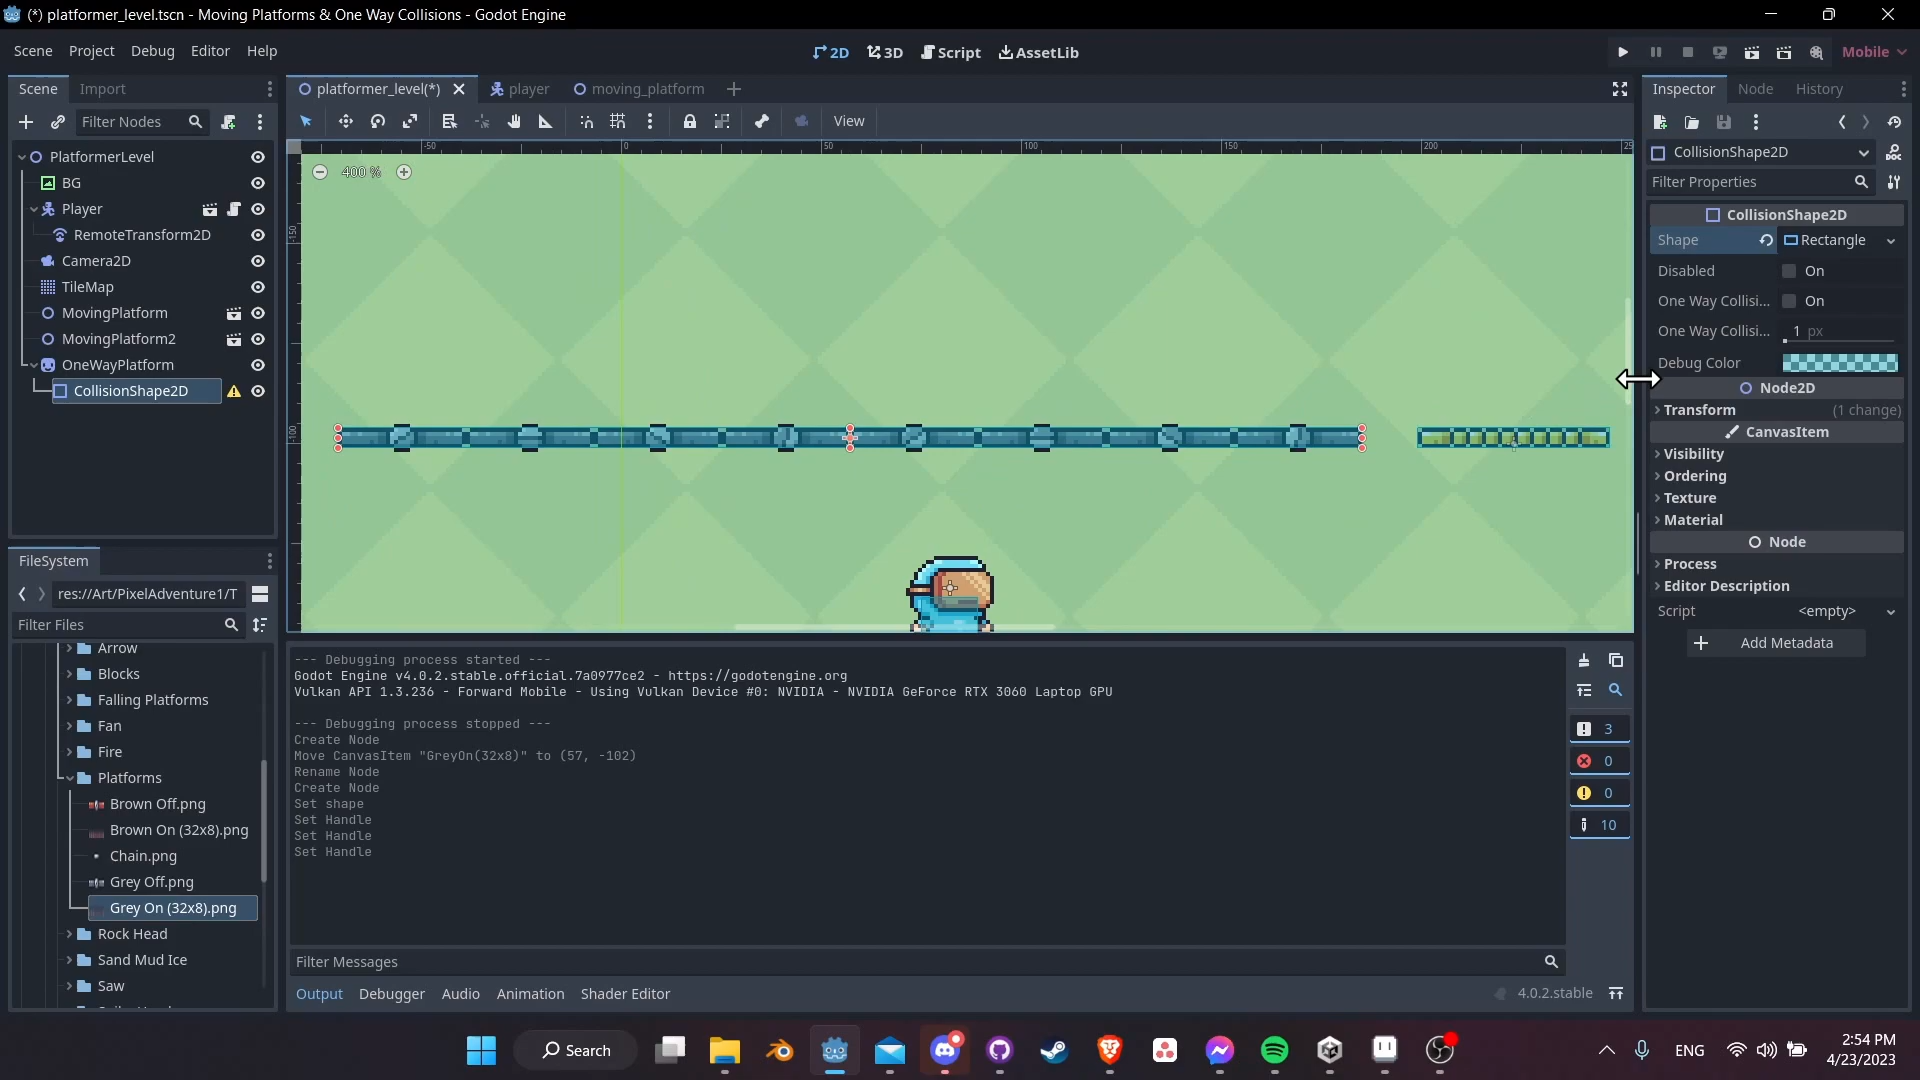 (*) platformer_level.tscn - Moving Platforms & One Way Collisions - Godot Engine
Scene Project Debug Editor Help
2D 3D Script AssetLib
Mobile
Scene Import
platformer_level(*) player moving_platform
Inspector Node History
Filter Nodes
View
-50 0 50 100 150 200 25
CollisionShape2D
400 %
Filter Properties
PlatformerLevel
BG
Player
RemoteTransform2D
Camera2D
TileMap
MovingPlatform
MovingPlatform2
OneWayPlatform
CollisionShape2D
-150
-100
CollisionShape2D
Shape Rectangle
Disabled On
One Way Collisi... On
One Way Collisi... 1 px
Debug Color
Node2D
Transform (1 change)
CanvasItem
Visibility
Ordering
Texture
Material
Node
Process
Editor Description
Script <empty>
Add Metadata
FileSystem
res://Art/PixelAdventure1/T
Filter Files
Arrow
Blocks
Falling Platforms
Fan
Fire
Platforms
Brown Off.png
Brown On (32x8).png
Chain.png
Grey Off.png
Grey On (32x8).png
Rock Head
Sand Mud Ice
Saw
--- Debugging process started ---
Godot Engine v4.0.2.stable.official.7a0977ce2 - https://godotengine.org
Vulkan API 1.3.236 - Forward Mobile - Using Vulkan Device #0: NVIDIA - NVIDIA GeForce RTX 3060 Laptop GPU
--- Debugging process stopped ---
Create Node
Move CanvasItem "GreyOn(32x8)" to (57, -102)
Rename Node
Create Node
Set shape
Set Handle
Set Handle
Set Handle
3
0
0
10
Filter Messages
Output Debugger Audio Animation Shader Editor
4.0.2.stable
Search
ENG
2:54 PM
4/23/2023